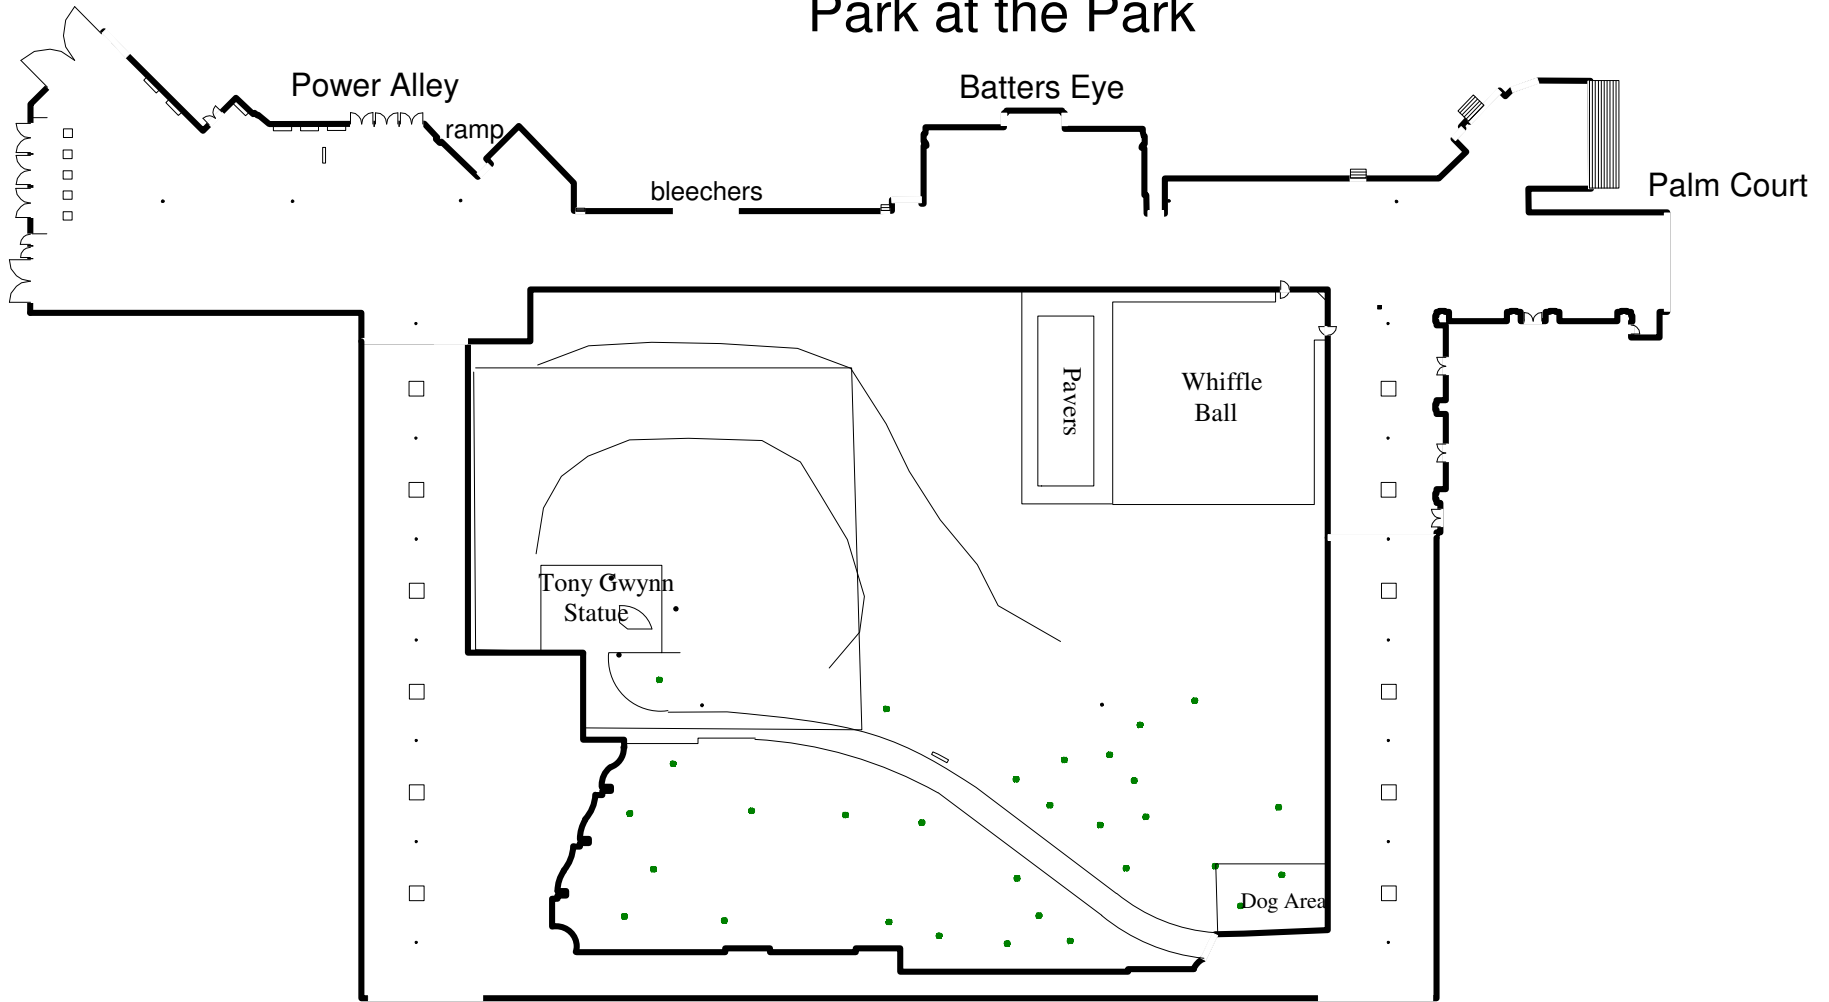 Park at the Park
Power Alley
Batters Eye
ramp
bleechers
Palm Court
Pavers
Whiffle
Ball
Tony Gwynn
Statue
Dog Area